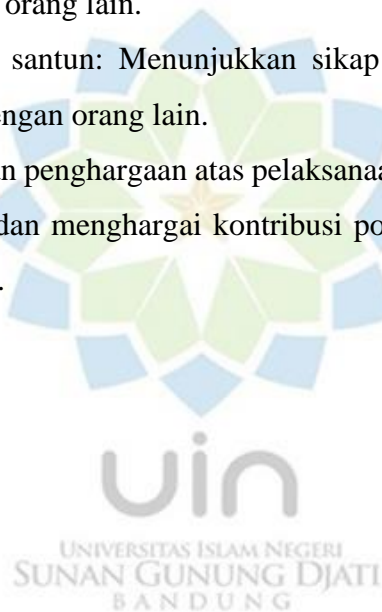 orang lain.
santun: Menunjukkan sikap
engan orang lain.
n penghargaan atas pelaksanaa
dan menghargai kontribusi po
.
uin
UNIVERSITAS ISLAM NEGERI
SUNAN GUNUNG DJATI
BANDUNG